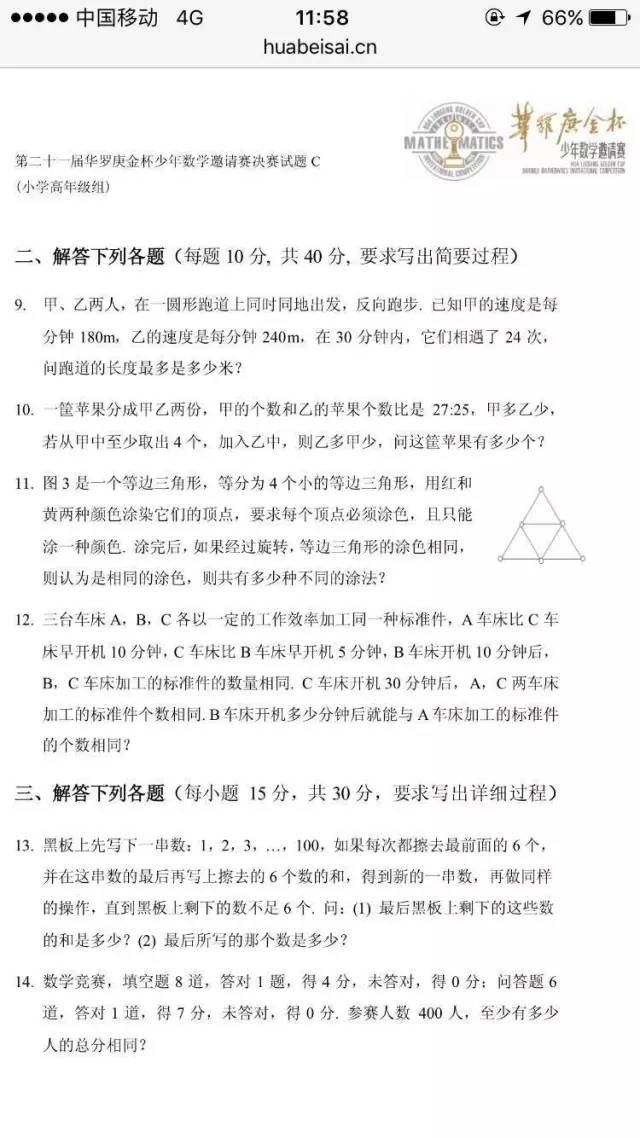 中国移动 4G 11:58 66%
huabeisai.cn
MATHEMATICS
華羅庚金杯
少年数学邀请赛
第二十一届华罗庚金杯少年数学邀请赛决赛试题 C
(小学高年级组)
二、解答下列各题（每题 10 分, 共 40 分, 要求写出简要过程）
9. 甲、乙两人，在一圆形跑道上同时同地出发，反向跑步. 已知甲的速度是每
分钟 180m，乙的速度是每分钟 240m，在 30 分钟内，它们相遇了 24 次，
问跑道的长度最多是多少米？
10. 一筐苹果分成甲乙两份，甲的个数和乙的苹果个数比是 27:25，甲多乙少，
若从甲中至少取出 4 个，加入乙中，则乙多甲少，问这筐苹果有多少个？
11. 图 3 是一个等边三角形，等分为 4 个小的等边三角形，用红和
黄两种颜色涂染它们的顶点，要求每个顶点必须涂色，且只能
涂一种颜色. 涂完后, 如果经过旋转, 等边三角形的涂色相同，
则认为是相同的涂色，则共有多少种不同的涂法？
12. 三台车床 A，B，C 各以一定的工作效率加工同一种标准件，A 车床比 C 车
床早开机 10 分钟，C 车床比 B 车床早开机 5 分钟，B 车床开机 10 分钟后，
B，C 车床加工的标准件的数量相同. C 车床开机 30 分钟后，A，C 两车床
加工的标准件个数相同. B 车床开机多少分钟后就能与 A 车床加工的标准件
的个数相同？
三、解答下列各题（每小题 15 分，共 30 分，要求写出详细过程）
13. 黑板上先写下一串数：1，2，3，…，100，如果每次都擦去最前面的 6 个，
并在这串数的最后再写上擦去的 6 个数的和，得到新的一串数，再做同样
的操作，直到黑板上剩下的数不足 6 个. 问：(1) 最后黑板上剩下的这些数
的和是多少？(2) 最后所写的那个数是多少？
14. 数学竞赛，填空题 8 道，答对 1 题，得 4 分，未答对，得 0 分；问答题 6
道，答对 1 道，得 7 分，未答对，得 0 分. 参赛人数 400 人，至少有多少
人的总分相同？